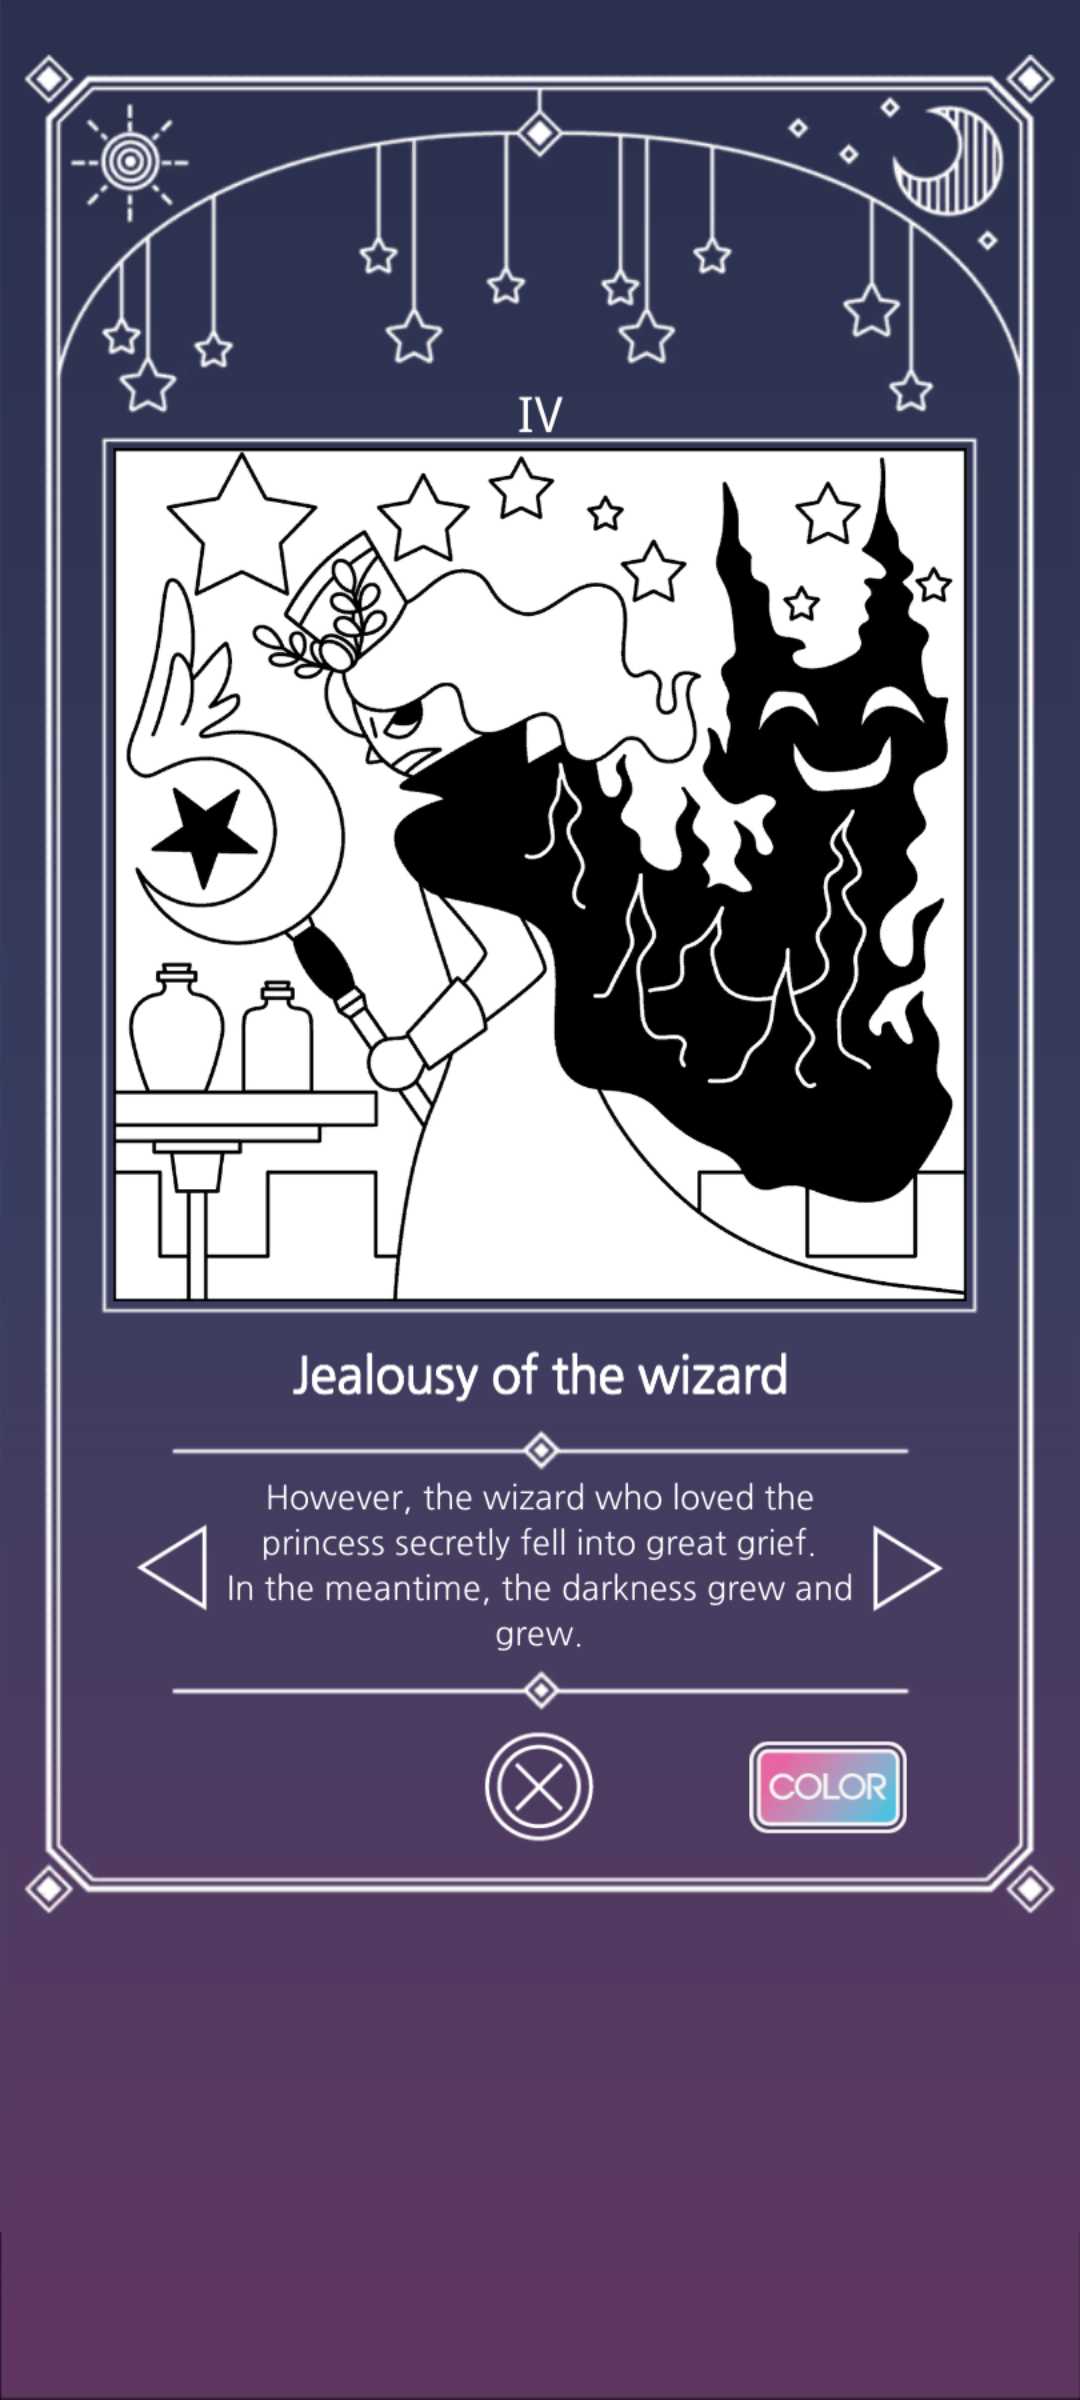 IV
Jealousy of the wizard
However, the wizard who loved the
princess secretly fell into great grief.
In the meantime, the darkness grew and
grew.
COLOR